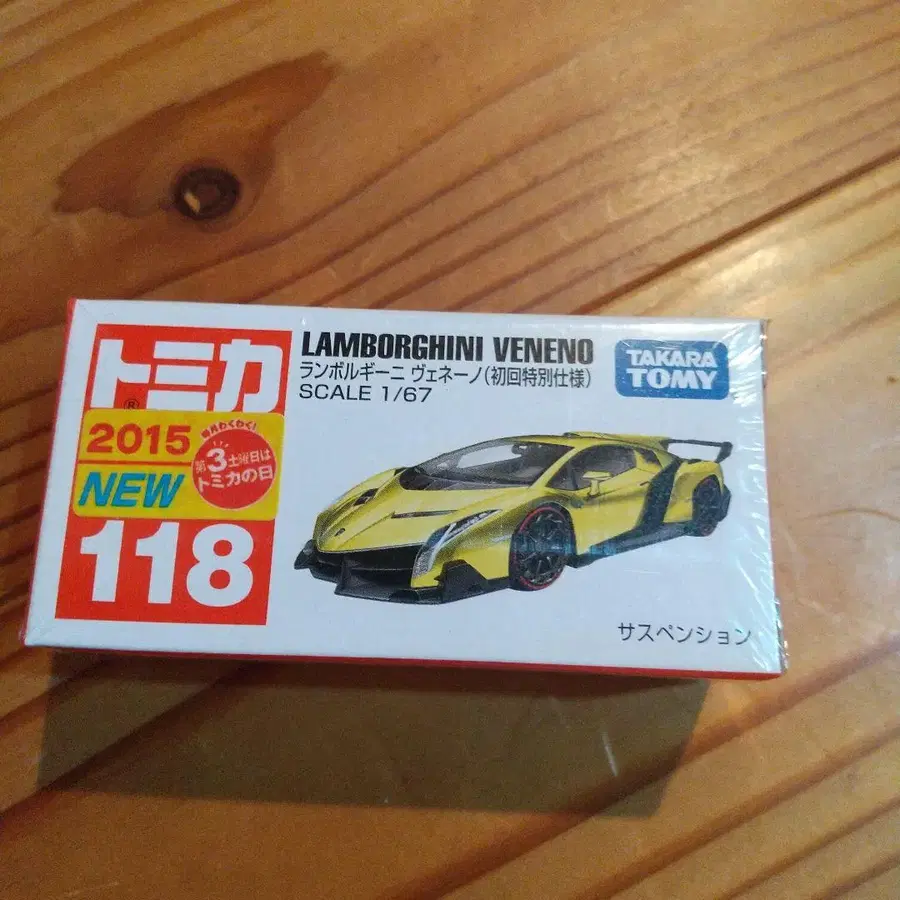 トミカ
®
2015
NEW
毎月わくわく!
第3土曜日は
トミカの日
118
LAMBORGHINI VENENO
ランボルギーニ ヴェネーノ(初回特別仕様)
SCALE 1/67
TAKARA
TOMY
サスペンション